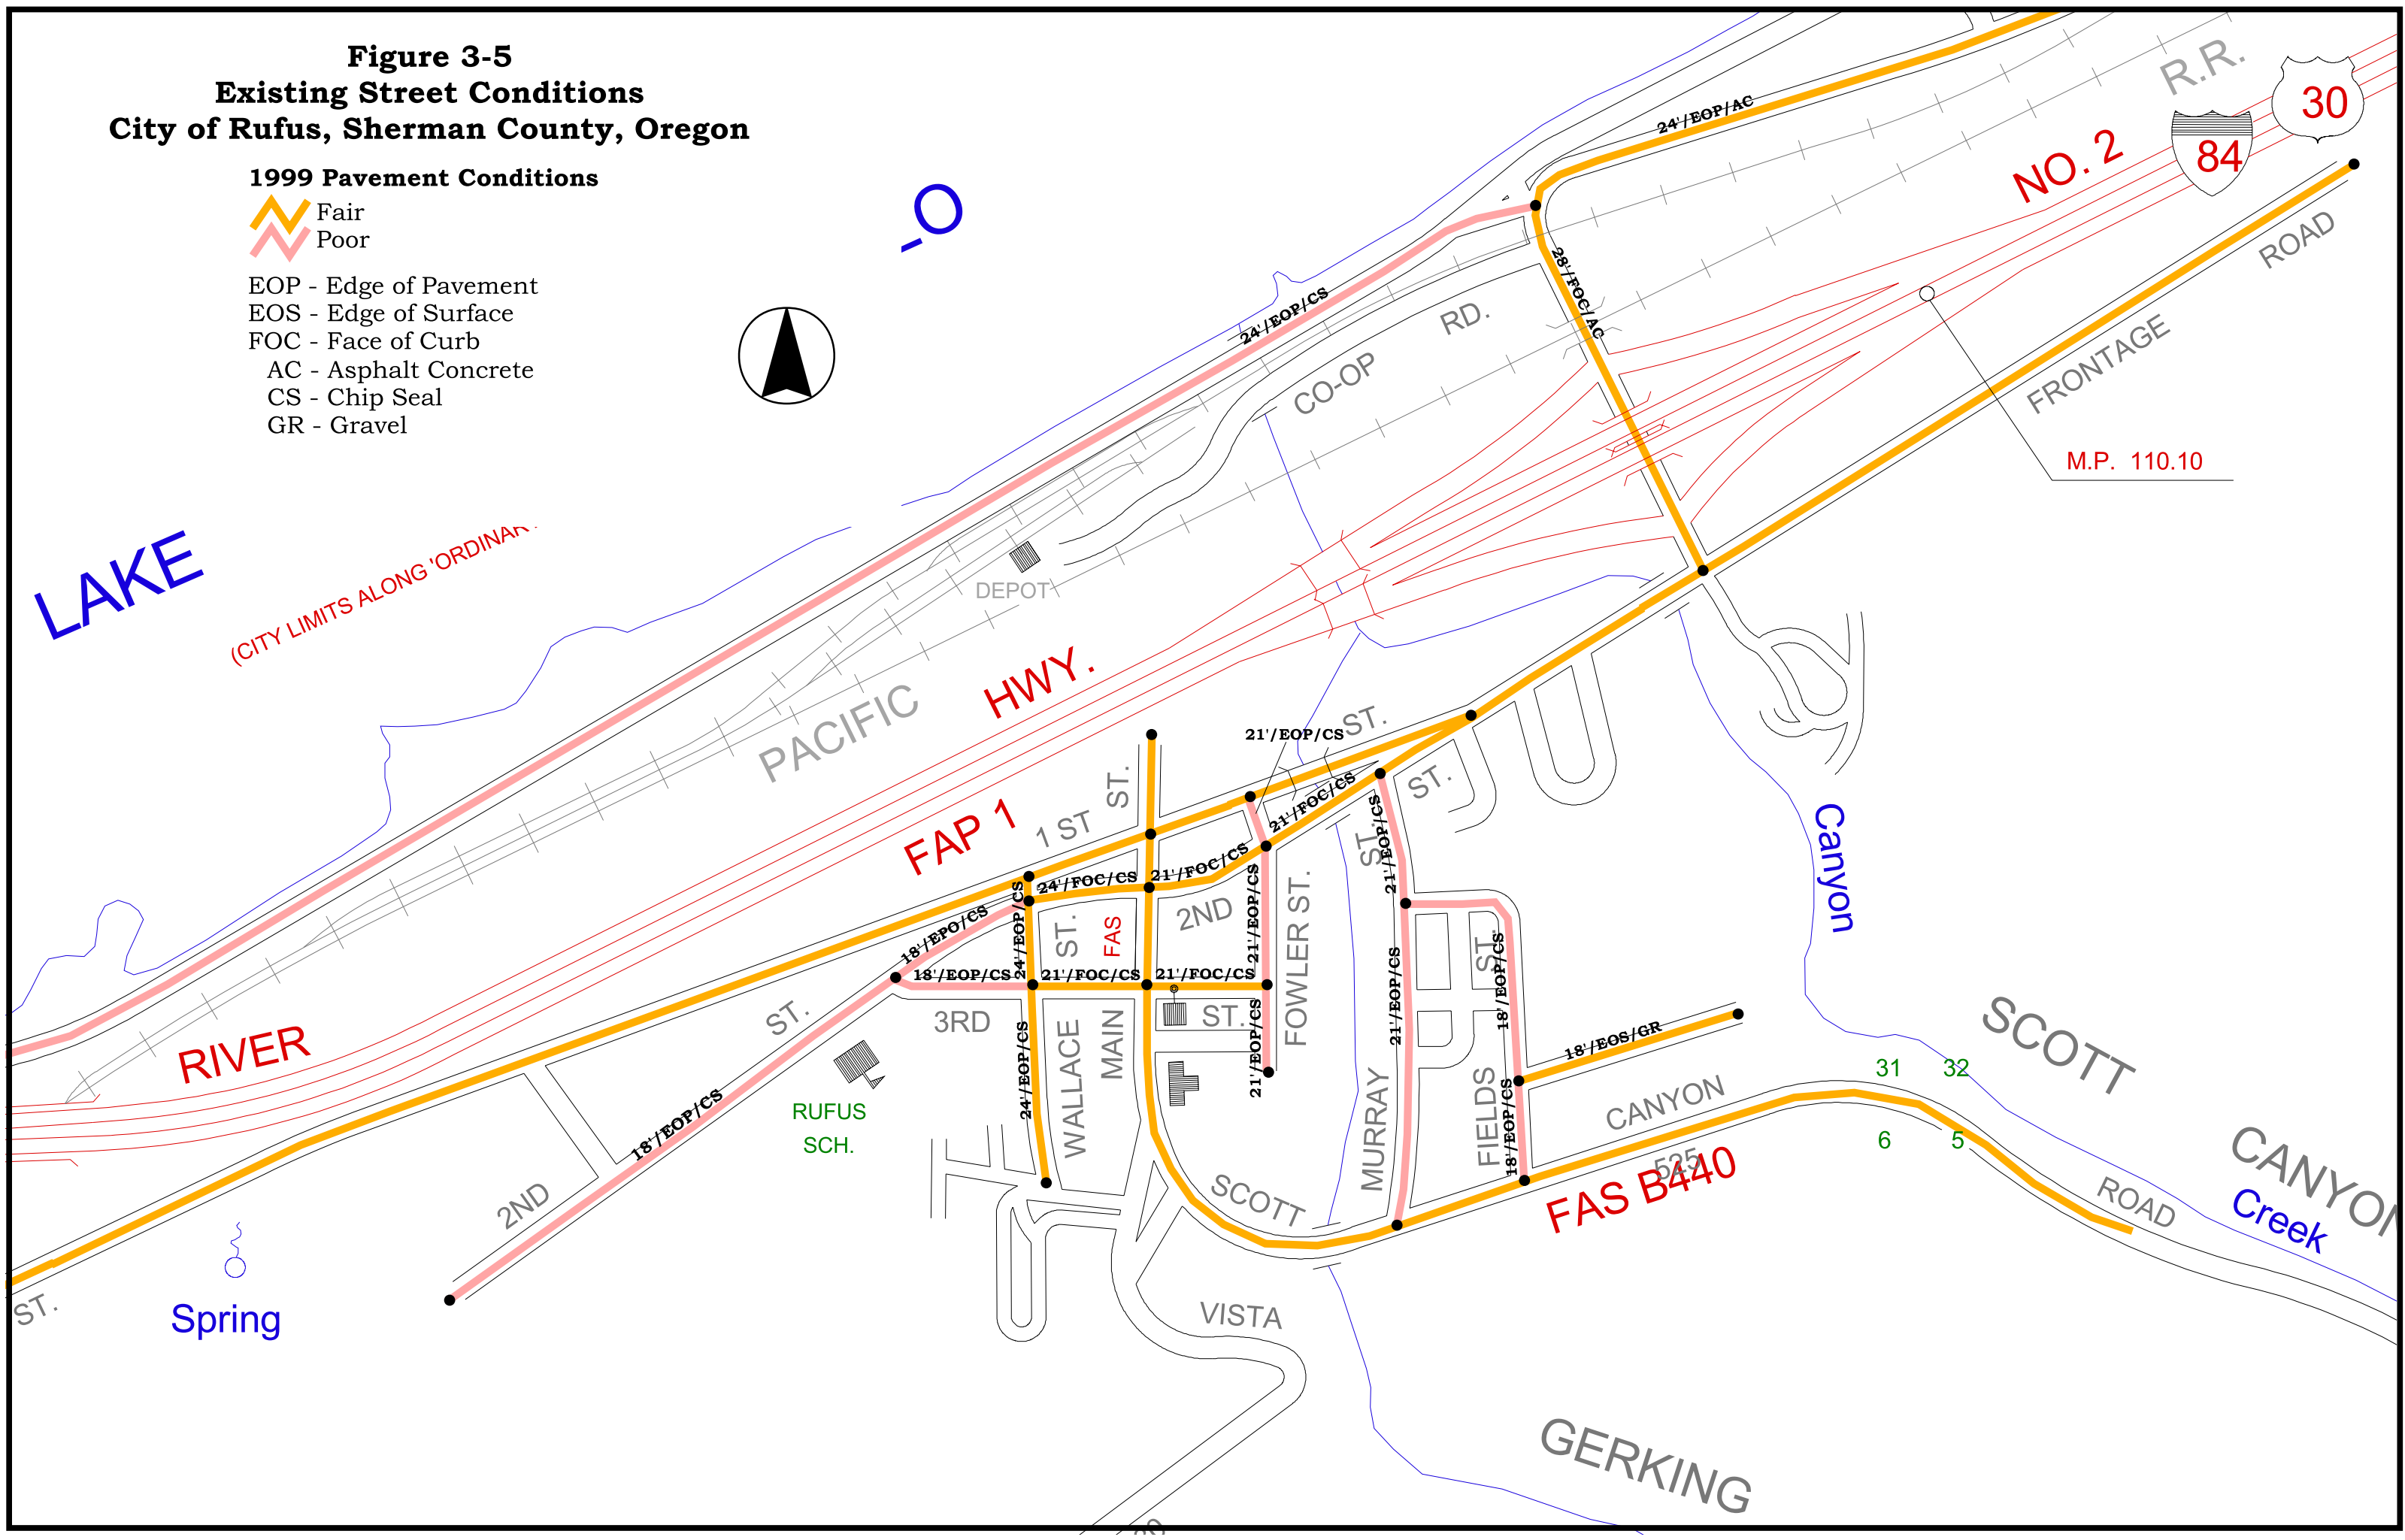 Figure 3-5
Existing Street Conditions
City of Rufus, Sherman County, Oregon
1999 Pavement Conditions
Fair
Poor
EOP - Edge of Pavement
EOS - Edge of Surface
FOC - Face of Curb
AC - Asphalt Concrete
CS - Chip Seal
GR - Gravel
-O
R.R.
30
84
NO. 2
24'/EOP/AC
28'/FOC/AC
24'/EOP/CS
ROAD
FRONTAGE
RD.
CO-OP
M.P. 110.10
LAKE
(CITY LIMITS ALONG 'ORDINAR
DEPOT
HWY.
PACIFIC
ST.
21'/EOP/CS
ST.
ST.
FAP 1
1 ST
21'/FOC/CS
21'/EOP/CS
ST.
24'/FOC/CS
21'/FOC/CS
24'/EOP/CS
18'/EPO/CS
ST.
FAS
2ND
21'/EOP/CS
FOWLER ST.
Canyon
18'/EOP/CS
21'/FOC/CS
21'/FOC/CS
21'/EOP/CS
ST.
18'/EOP/CS
RIVER
ST.
3RD
24'/EOP/CS
WALLACE
MAIN
ST.
21'/EOP/CS
18'/EOS/GR
SCOTT
18'/EOP/CS
RUFUS
SCH.
MURRAY
FIELDS
18'/EOP/CS
CANYON
31
32
6
5
2ND
SCOTT
525
FAS B440
ROAD
CANYON
Creek
ST.
Spring
VISTA
GERKING